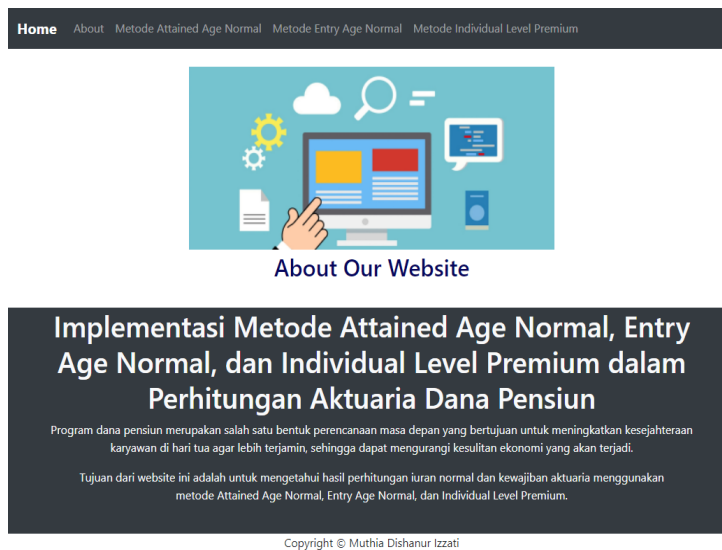 Home About Metode Attained Age Normal Metode Entry Age Normal Metode Individual Level Premium
About Our Website
Implementasi Metode Attained Age Normal, Entry
Age Normal, dan Individual Level Premium dalam
Perhitungan Aktuaria Dana Pensiun
Program dana pensiun merupakan salah satu bentuk perencanaan masa depan yang bertujuan untuk meningkatkan kesejahteraan
karyawan di hari tua agar lebih terjamin, sehingga dapat mengurangi kesulitan ekonomi yang akan terjadi.
Tujuan dari website ini adalah untuk mengetahui hasil perhitungan iuran normal dan kewajiban aktuaria menggunakan
metode Attained Age Normal, Entry Age Normal, dan Individual Level Premium.
Copyright © Muthia Dishanur Izzati